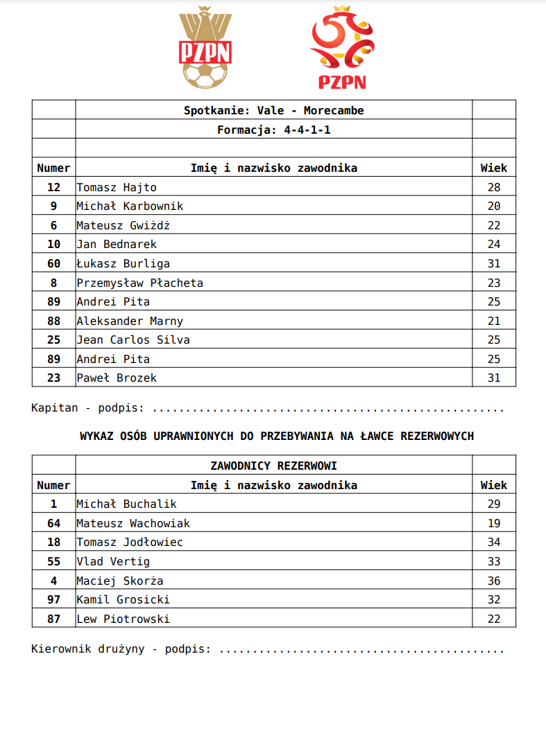 PZPN
PZPN
Spotkanie: Vale - Morecambe
Formacja: 4-4-1-1
Numer Imię i nazwisko zawodnika Wiek
12 Tomasz Hajto 28
9 Michał Karbownik 20
6 Mateusz Gwiżdż 22
10 Jan Bednarek 24
60 Łukasz Burliga 31
8 Przemysław Płacheta 23
89 Andrei Pita 25
88 Aleksander Marny 21
25 Jean Carlos Silva 25
89 Andrei Pita 25
23 Paweł Brozek 31
Kapitan - podpis: .....................................................
WYKAZ OSÓB UPRAWNIONYCH DO PRZEBYWANIA NA ŁAWCE REZERWOWYCH
ZAWODNICY REZERWOWI
Numer Imię i nazwisko zawodnika Wiek
1 Michał Buchalik 29
64 Mateusz Wachowiak 19
18 Tomasz Jodłowiec 34
55 Vlad Vertig 33
4 Maciej Skorża 36
97 Kamil Grosicki 32
87 Lew Piotrowski 22
Kierownik drużyny - podpis: ...........................................